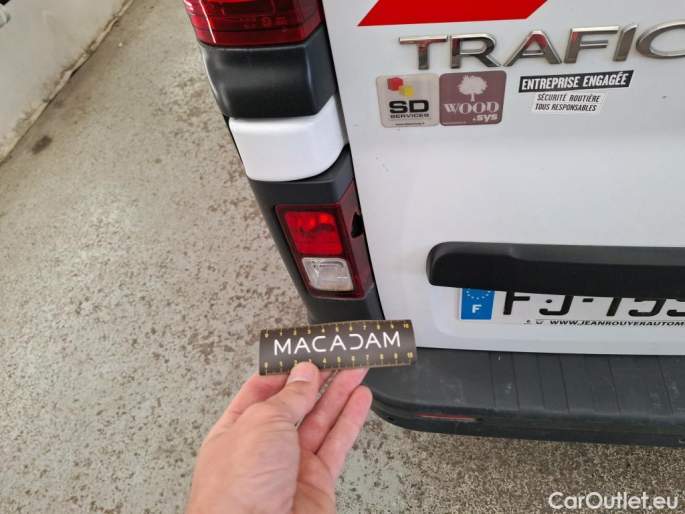 TRAFIC
SD
SERVICES
WOOD
.sys
ENTREPRISE ENGAGÉE
SÉCURITÉ ROUTIÈRE
TOUS RESPONSABLES
F
MACADAM
CarOutlet.eu